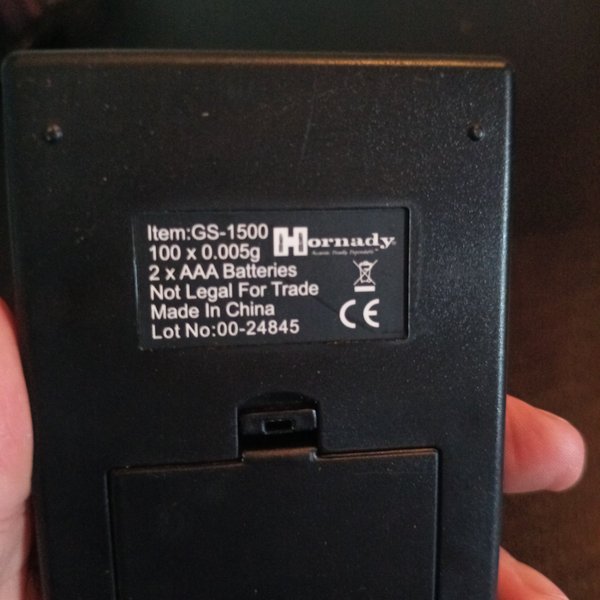 Item:GS-1500
Hornady
100 x 0.005g
2 x AAA Batteries
Not Legal For Trade
Made In China
CE
Lot No:00-24845